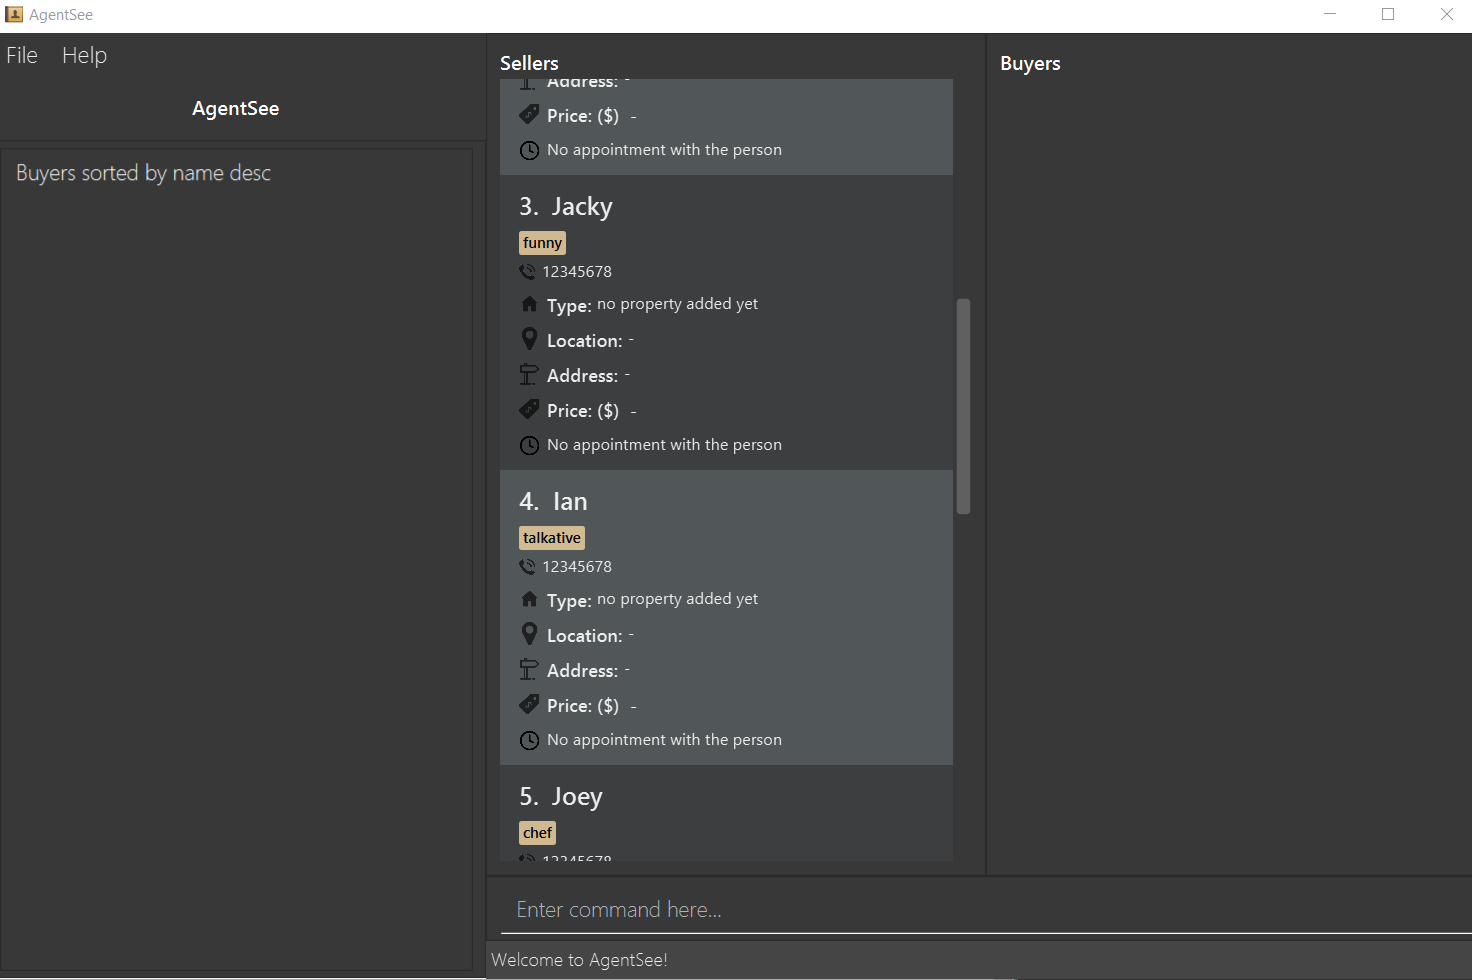 AgentSee
File Help
AgentSee
Buyers sorted by name desc
Sellers
Address: -
Price: ($) -
No appointment with the person
3. Jacky
funny
12345678
Type: no property added yet
Location: -
Address: -
Price: ($) -
No appointment with the person
4. Ian
talkative
12345678
Type: no property added yet
Location: -
Address: -
Price: ($) -
No appointment with the person
5. Joey
chef
12345678
Buyers
Enter command here...
Welcome to AgentSee!